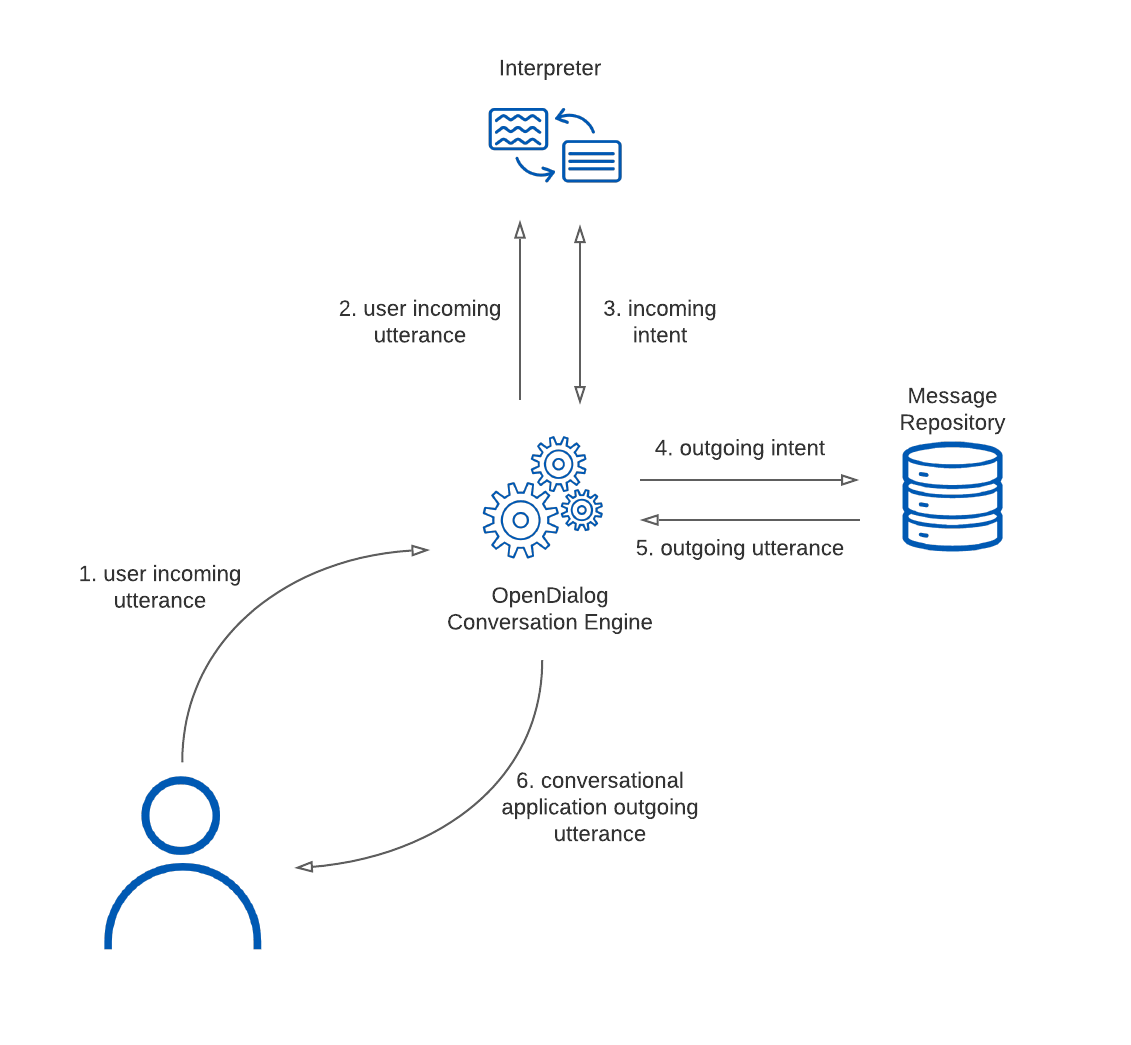 Interpreter
2. user incoming
utterance
3. incoming
intent
Message
Repository
4. outgoing intent
5. outgoing utterance
1. user incoming
utterance
OpenDialog
Conversation Engine
6. conversational
application outgoing
utterance